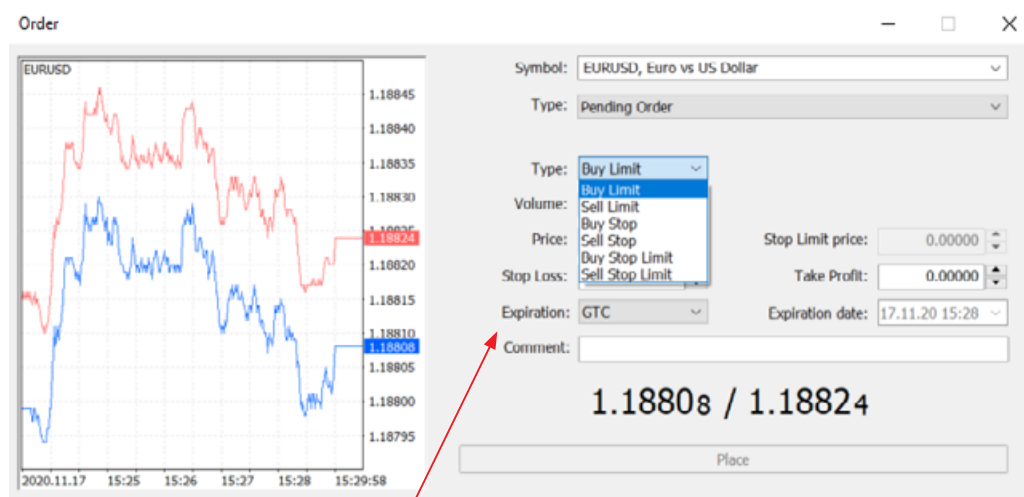 Order
EURUSD
1.18845
1.18840
1.18835
1.18830
1.18825
1.18824
1.18820
1.18815
1.18810
1.18808
1.18805
1.18800
1.18795
2020.11.17 15:25 15:26 15:27 15:28 15:29:58
Symbol: EURUSD, Euro vs US Dollar
Type: Pending Order
Type: Buy Limit
Buy Limit
Sell Limit
Buy Stop
Sell Stop
Buy Stop Limit
Sell Stop Limit
Volume:
Price: Stop Limit price: 0.00000
Stop Loss: Take Profit: 0.00000
Expiration: GTC Expiration date: 17.11.20 15:28
Comment:
1.18808 / 1.18824
Place